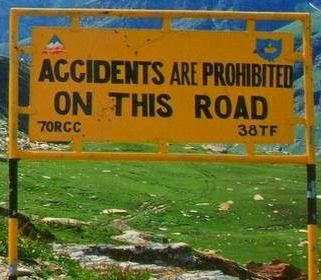 ACCIDENTS ARE PROHIBITED
ON THIS ROAD
70RCC 38TF